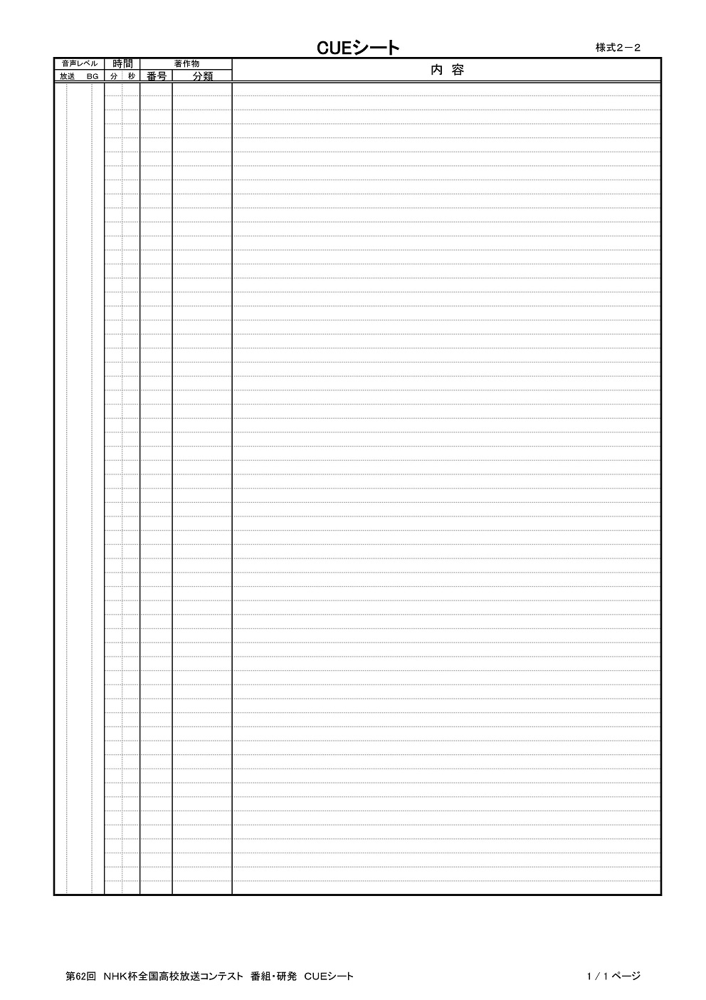 CUEシート
様式2－2
音声レベル 時間 著作物 内 容
放送 BG 分 秒 番号 分類
第62回 NHK杯全国高校放送コンテスト 番組・研発 CUEシート 1 / 1 ページ